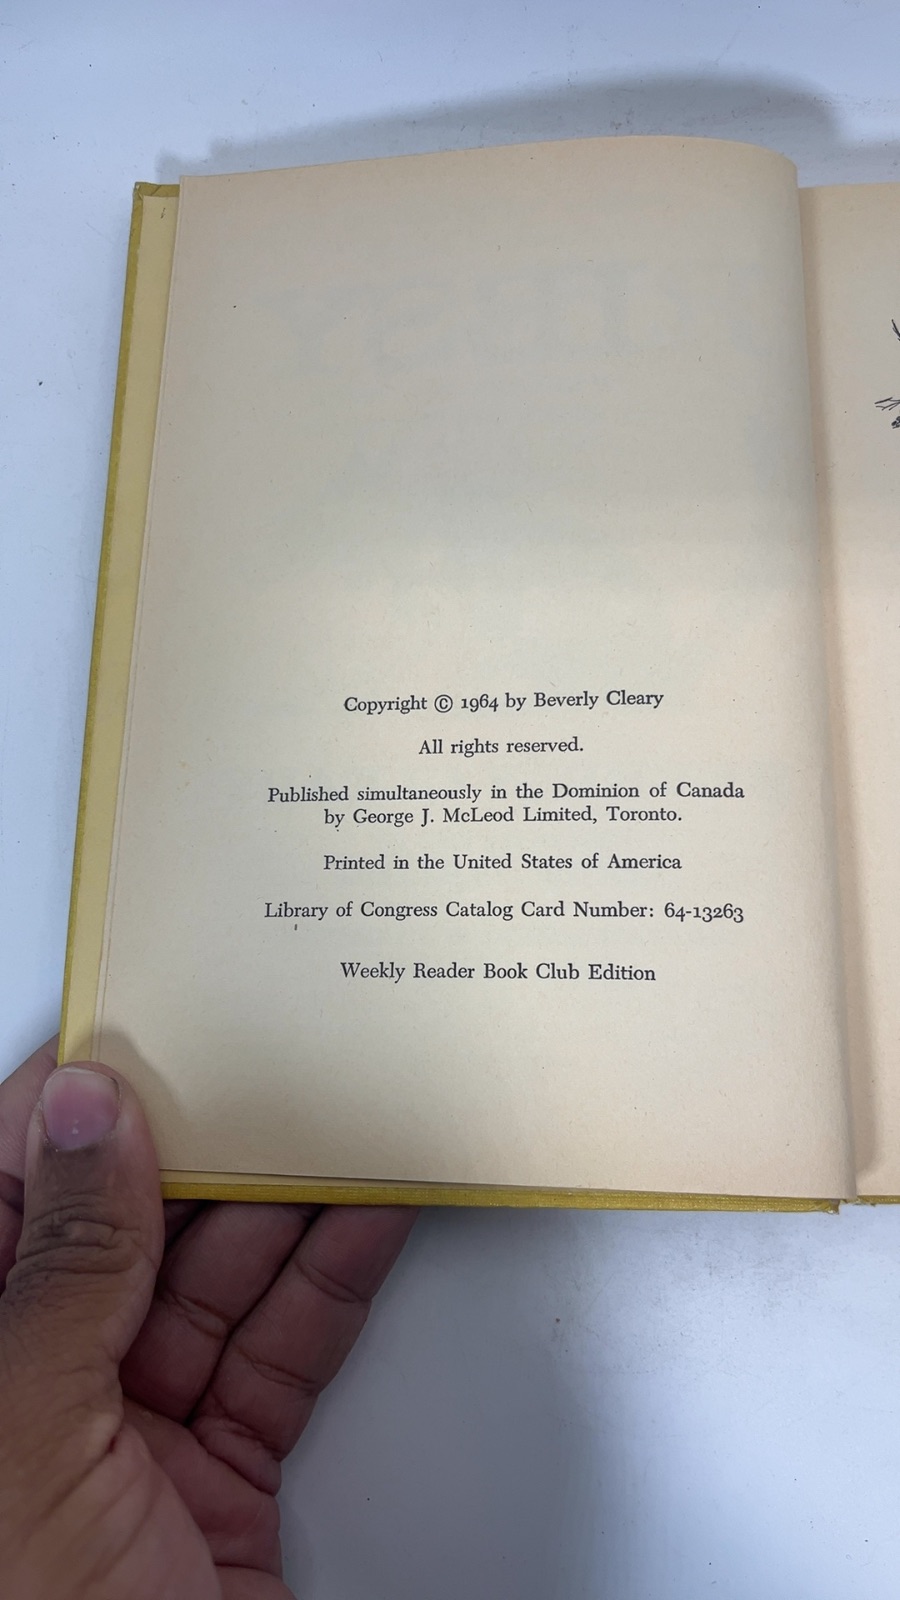 Copyright © 1964 by Beverly Cleary
All rights reserved.
Published simultaneously in the Dominion of Canada
by George J. McLeod Limited, Toronto.
Printed in the United States of America
Library of Congress Catalog Card Number: 64-13263
Weekly Reader Book Club Edition